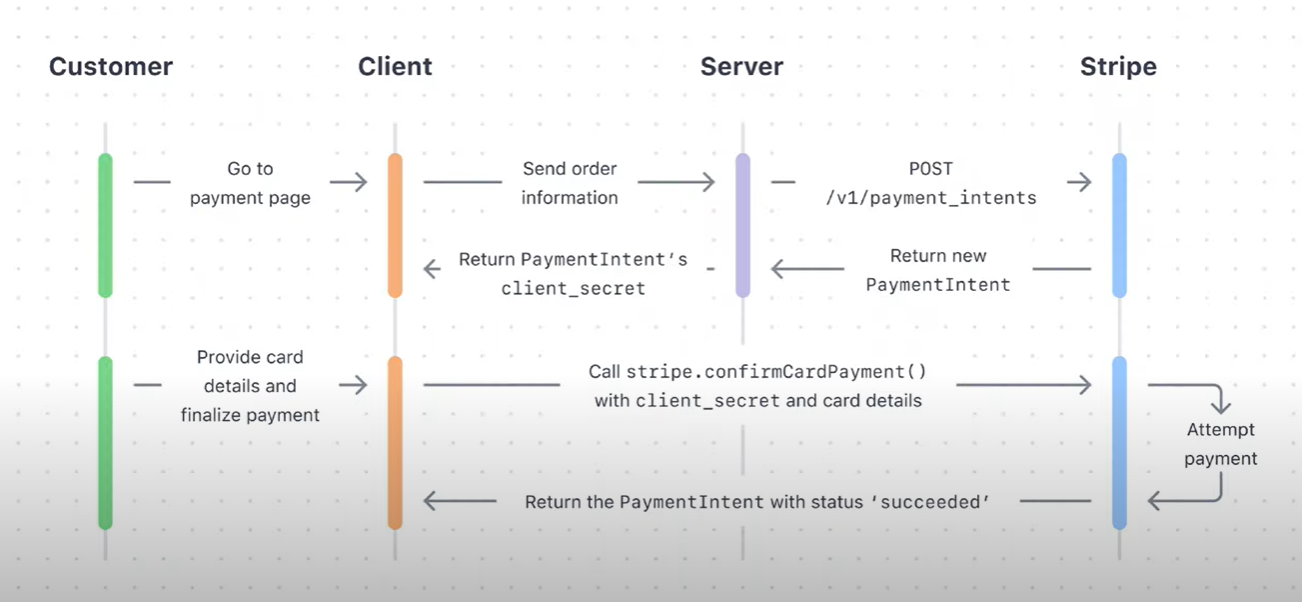 Customer
Client
Server
Stripe
Go to
payment page
Send order
information
POST
/v1/payment_intents
Return PaymentIntent's
client_secret
Return new
PaymentIntent
Provide card
details and
finalize payment
Call stripe.confirmCardPayment()
with client_secret and card details
Attempt
payment
Return the PaymentIntent with status 'succeeded'